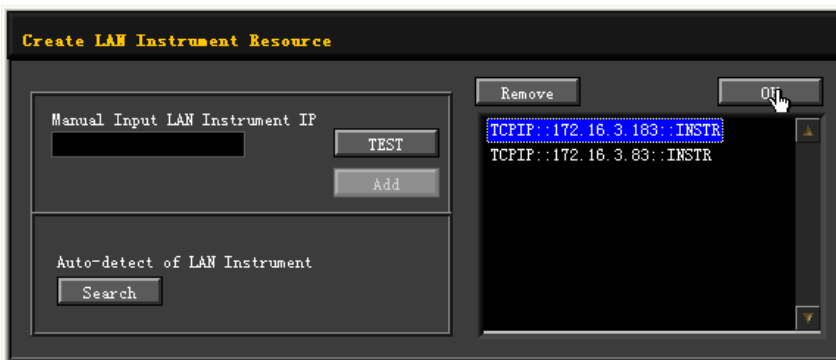 Create LAN Instrument Resource
Manual Input LAN Instrument IP
TEST
Add
Auto-detect of LAN Instrument
Search
Remove
OK
TCPIP::172.16.3.183::INSTR
TCPIP::172.16.3.83::INSTR